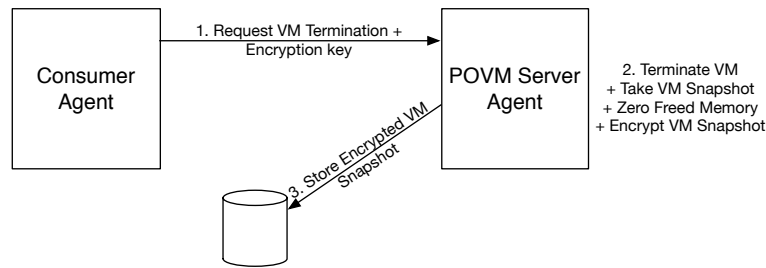 1. Request VM Termination +
Encryption key
Consumer
Agent
POVM Server
Agent
2. Terminate VM
+ Take VM Snapshot
+ Zero Freed Memory
+ Encrypt VM Snapshot
3. Store Encrypted VM
Snapshot